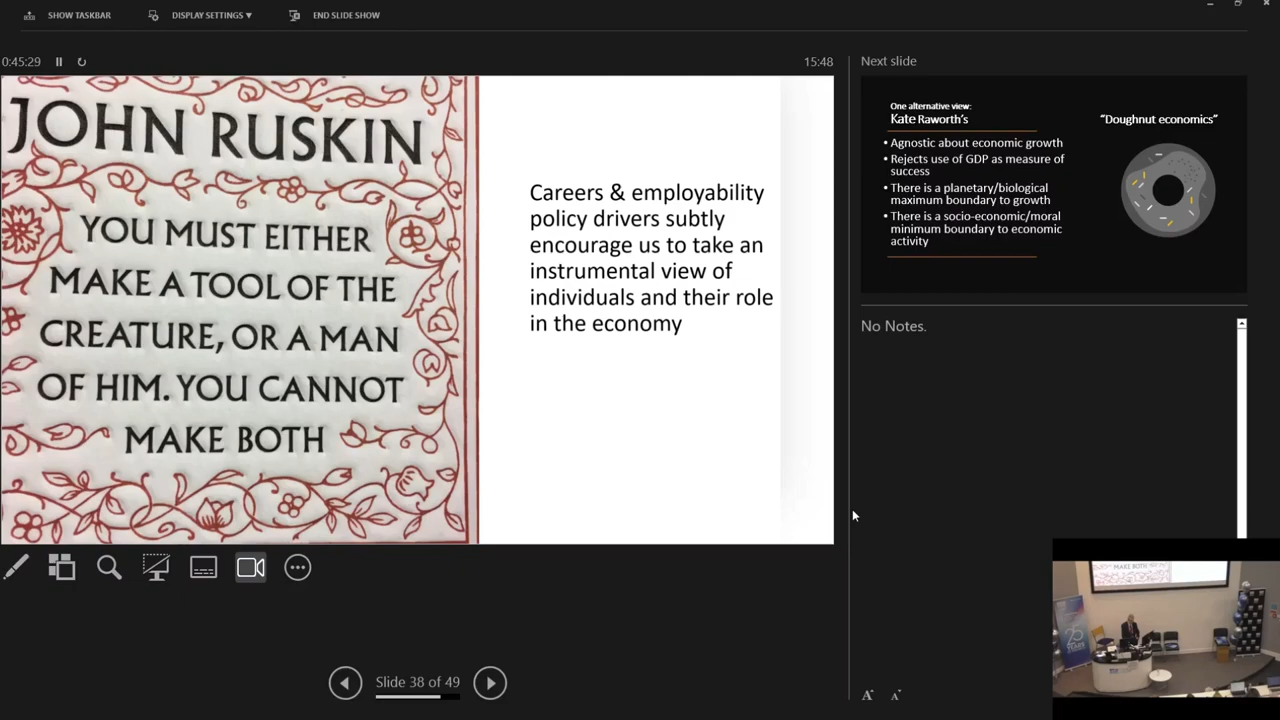 SHOW TASKBAR
DISPLAY SETTINGS ▼
END SLIDE SHOW
0:45:29
15:48
JOHN RUSKIN
YOU MUST EITHER
MAKE A TOOL OF THE
CREATURE, OR A MAN
OF HIM. YOU CANNOT
MAKE BOTH
Careers & employability
policy drivers subtly
encourage us to take an
instrumental view of
individuals and their role
in the economy
Slide 38 of 49
Next slide
One alternative view:
Kate Raworth's
"Doughnut economics"
• Agnostic about economic growth
• Rejects use of GDP as measure of
success
• There is a planetary/biological
maximum boundary to growth
• There is a socio-economic/moral
minimum boundary to economic
activity
No Notes.
A
A
MAKE BOTH
25